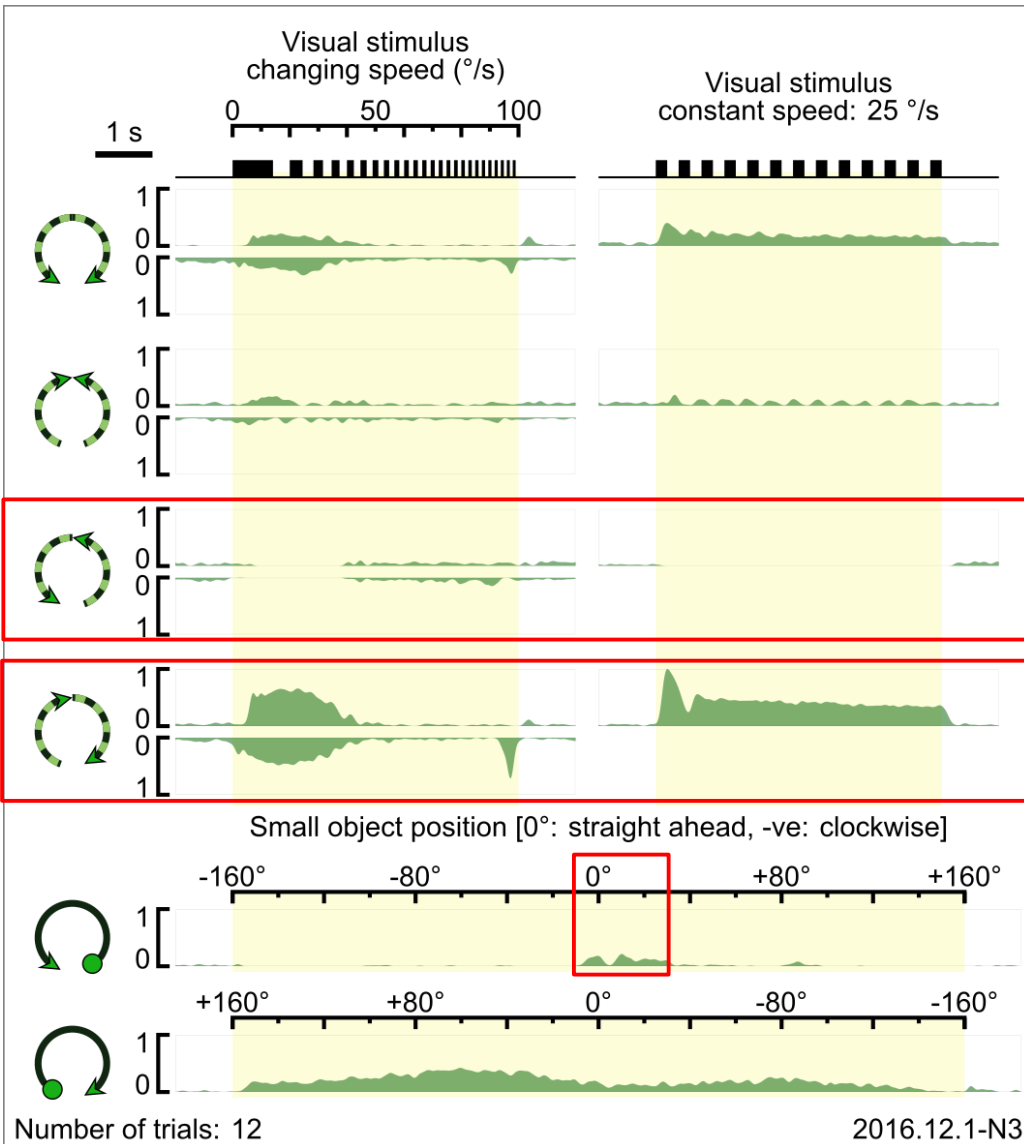 Visual stimulus
changing speed (°/s)
Visual stimulus
constant speed: 25 °/s
0 50 100
1 s
1
0
0
1
1
0
0
1
1
0
0
1
1
0
0
1
Small object position [0°: straight ahead, -ve: clockwise]
-160° -80° 0° +80° +160°
1
0
+160° +80° 0° -80° -160°
1
0
Number of trials: 12
2016.12.1-N3